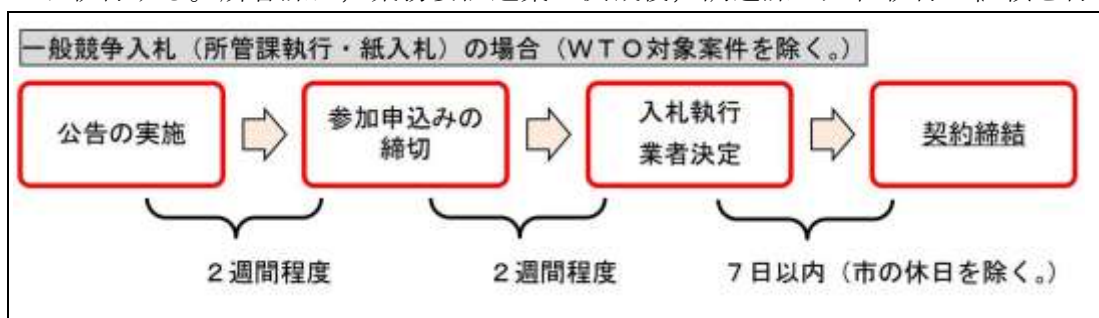 一般競争入札（所管課執行・紙入札）の場合（ＷＴＯ対象案件を除く。）
公告の実施
参加申込みの
締切
入札執行
業者決定
契約締結
２週間程度
２週間程度
７日以内（市の休日を除く。）